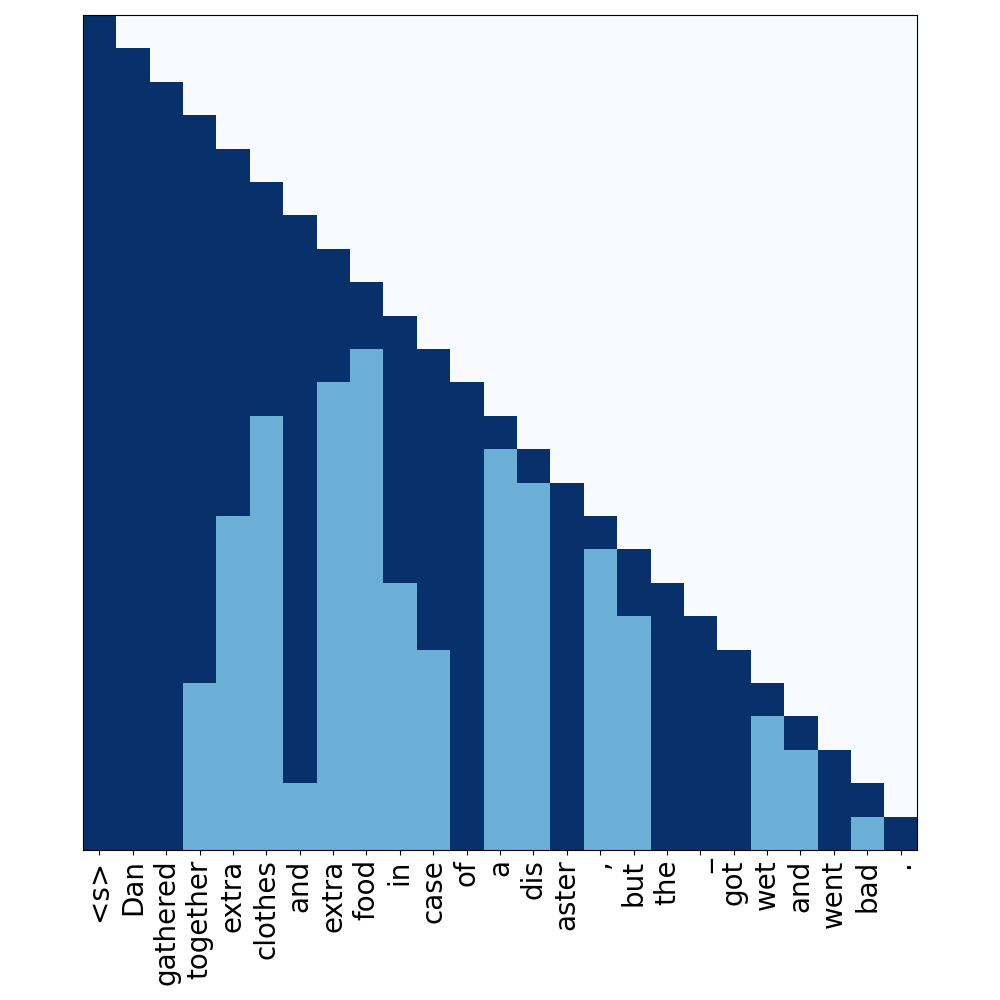 <s> Dan gathered together extra clothes and extra food in case of a dis aster , but the _ got wet and went bad .